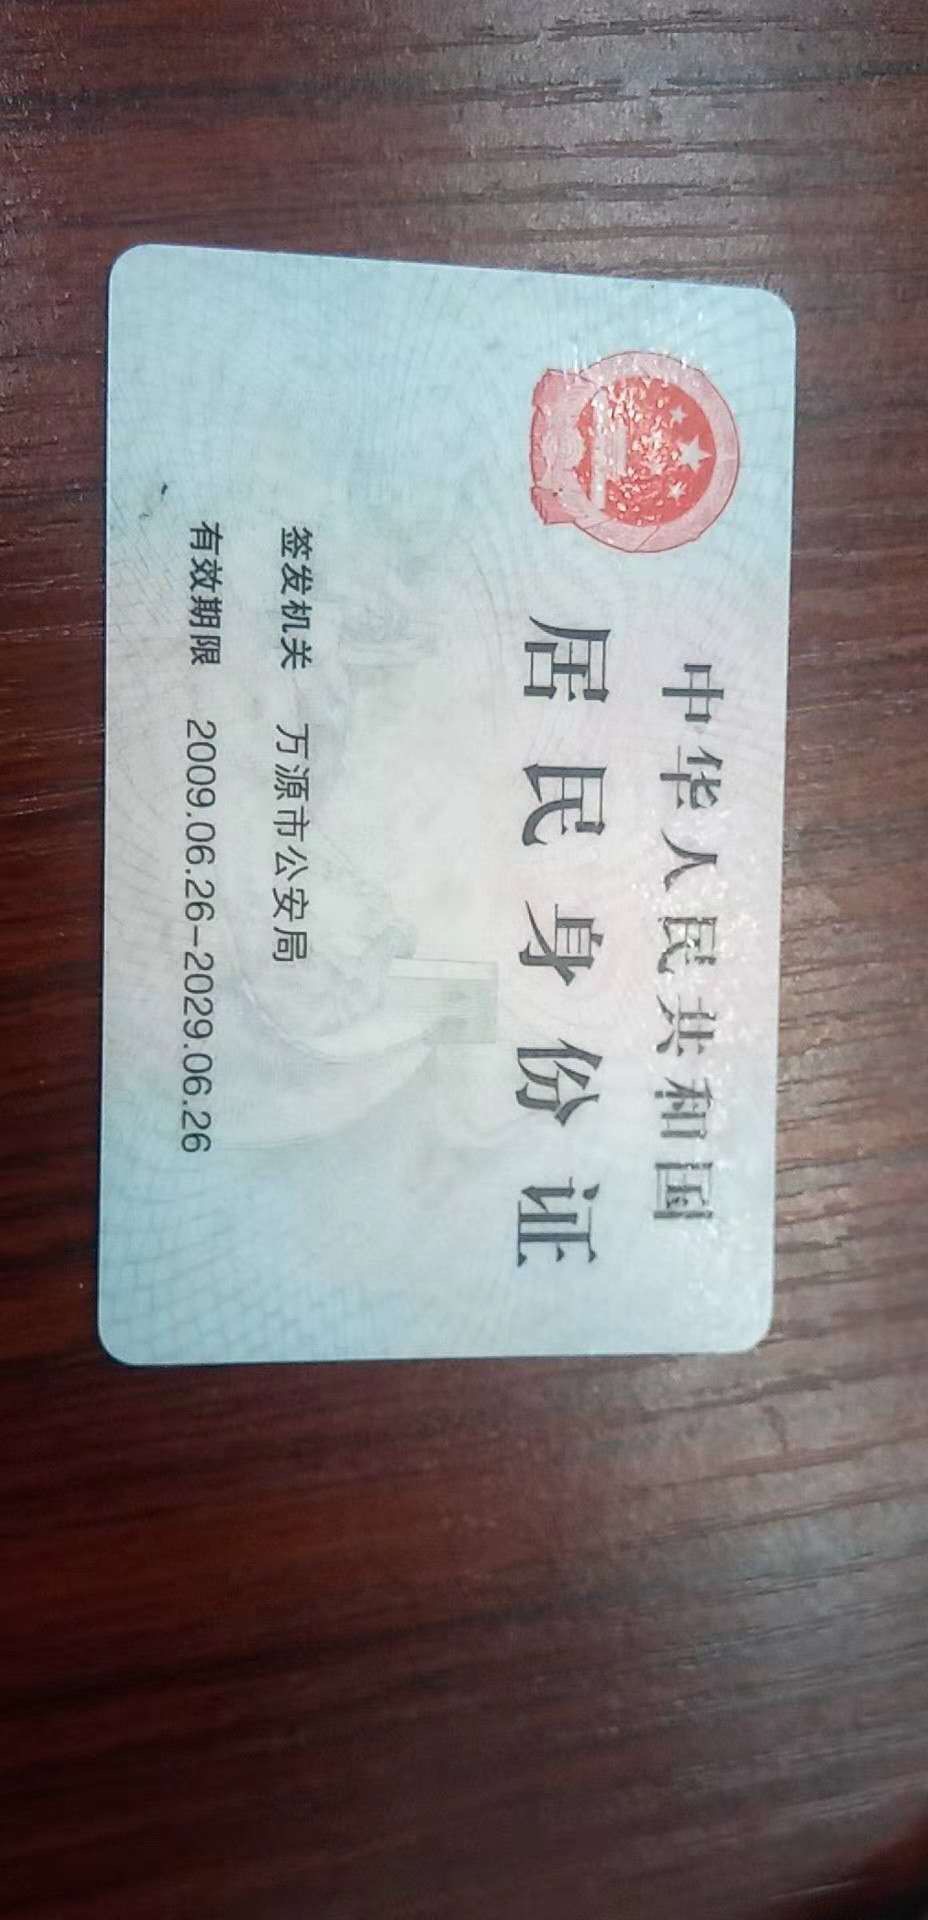 中华人民共和国
居民身份证
签发机关 万源市公安局
有效期限 2009.06.26-2029.06.26